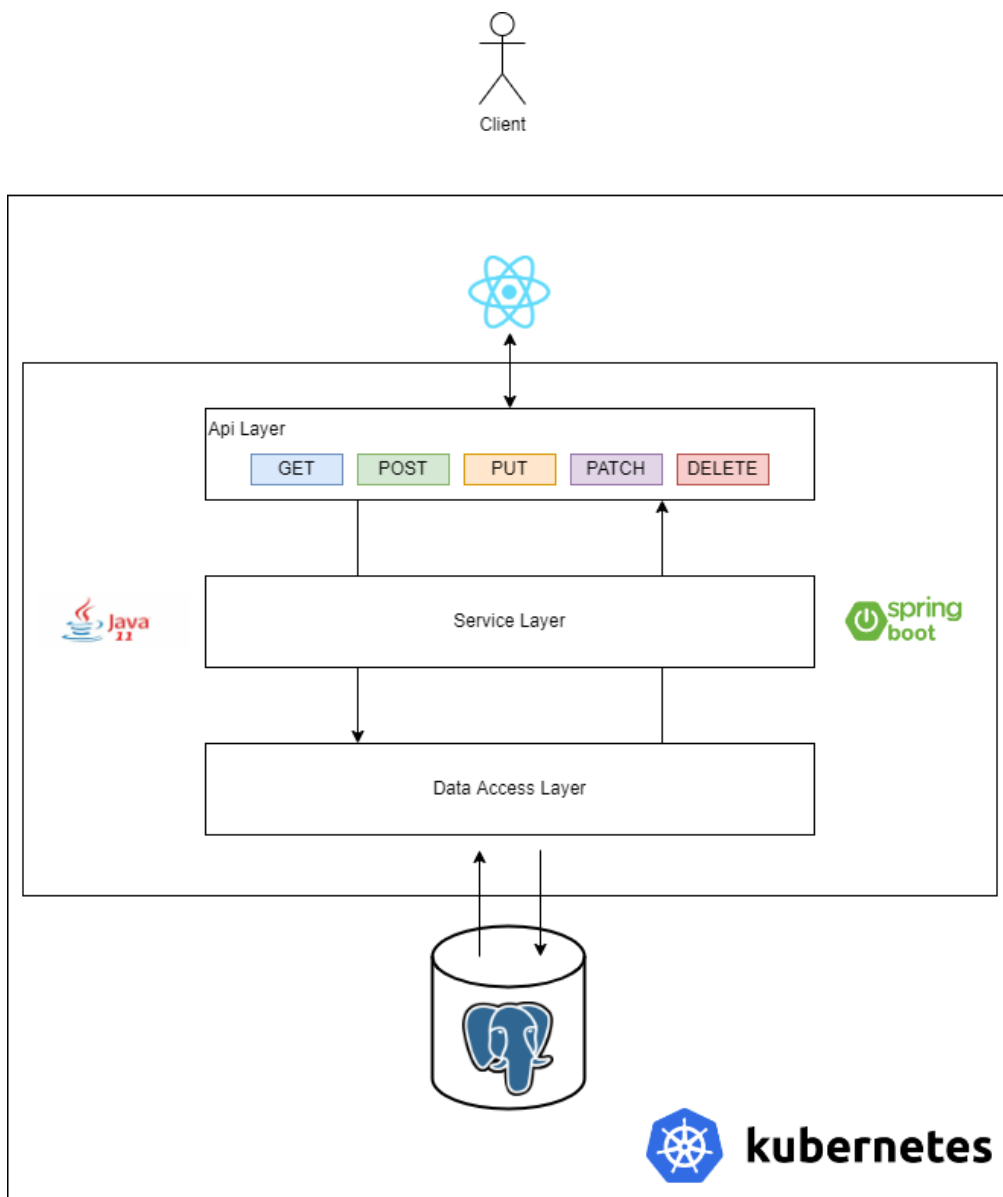 Client
Api Layer
GET
POST
PUT
PATCH
DELETE
Service Layer
Java
11
spring
boot
Data Access Layer
kubernetes